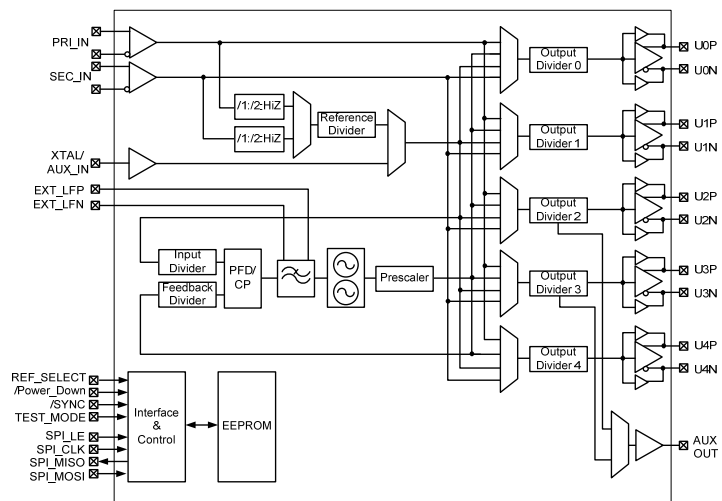 PRI_IN
SEC_IN
XTAL/
AUX_IN
EXT_LFP
EXT_LFN
/1:/2:HiZ
/1:/2:HiZ
Reference
Divider
Input
Divider
Feedback
Divider
PFD/
CP
Prescaler
Output
Divider 0
Output
Divider 1
Output
Divider 2
Output
Divider 3
Output
Divider 4
U0P
U0N
U1P
U1N
U2P
U2N
U3P
U3N
U4P
U4N
AUX
OUT
REF_SELECT
/Power_Down
/SYNC
TEST_MODE
SPI_LE
SPI_CLK
SPI_MISO
SPI_MOSI
Interface
&
Control
EEPROM